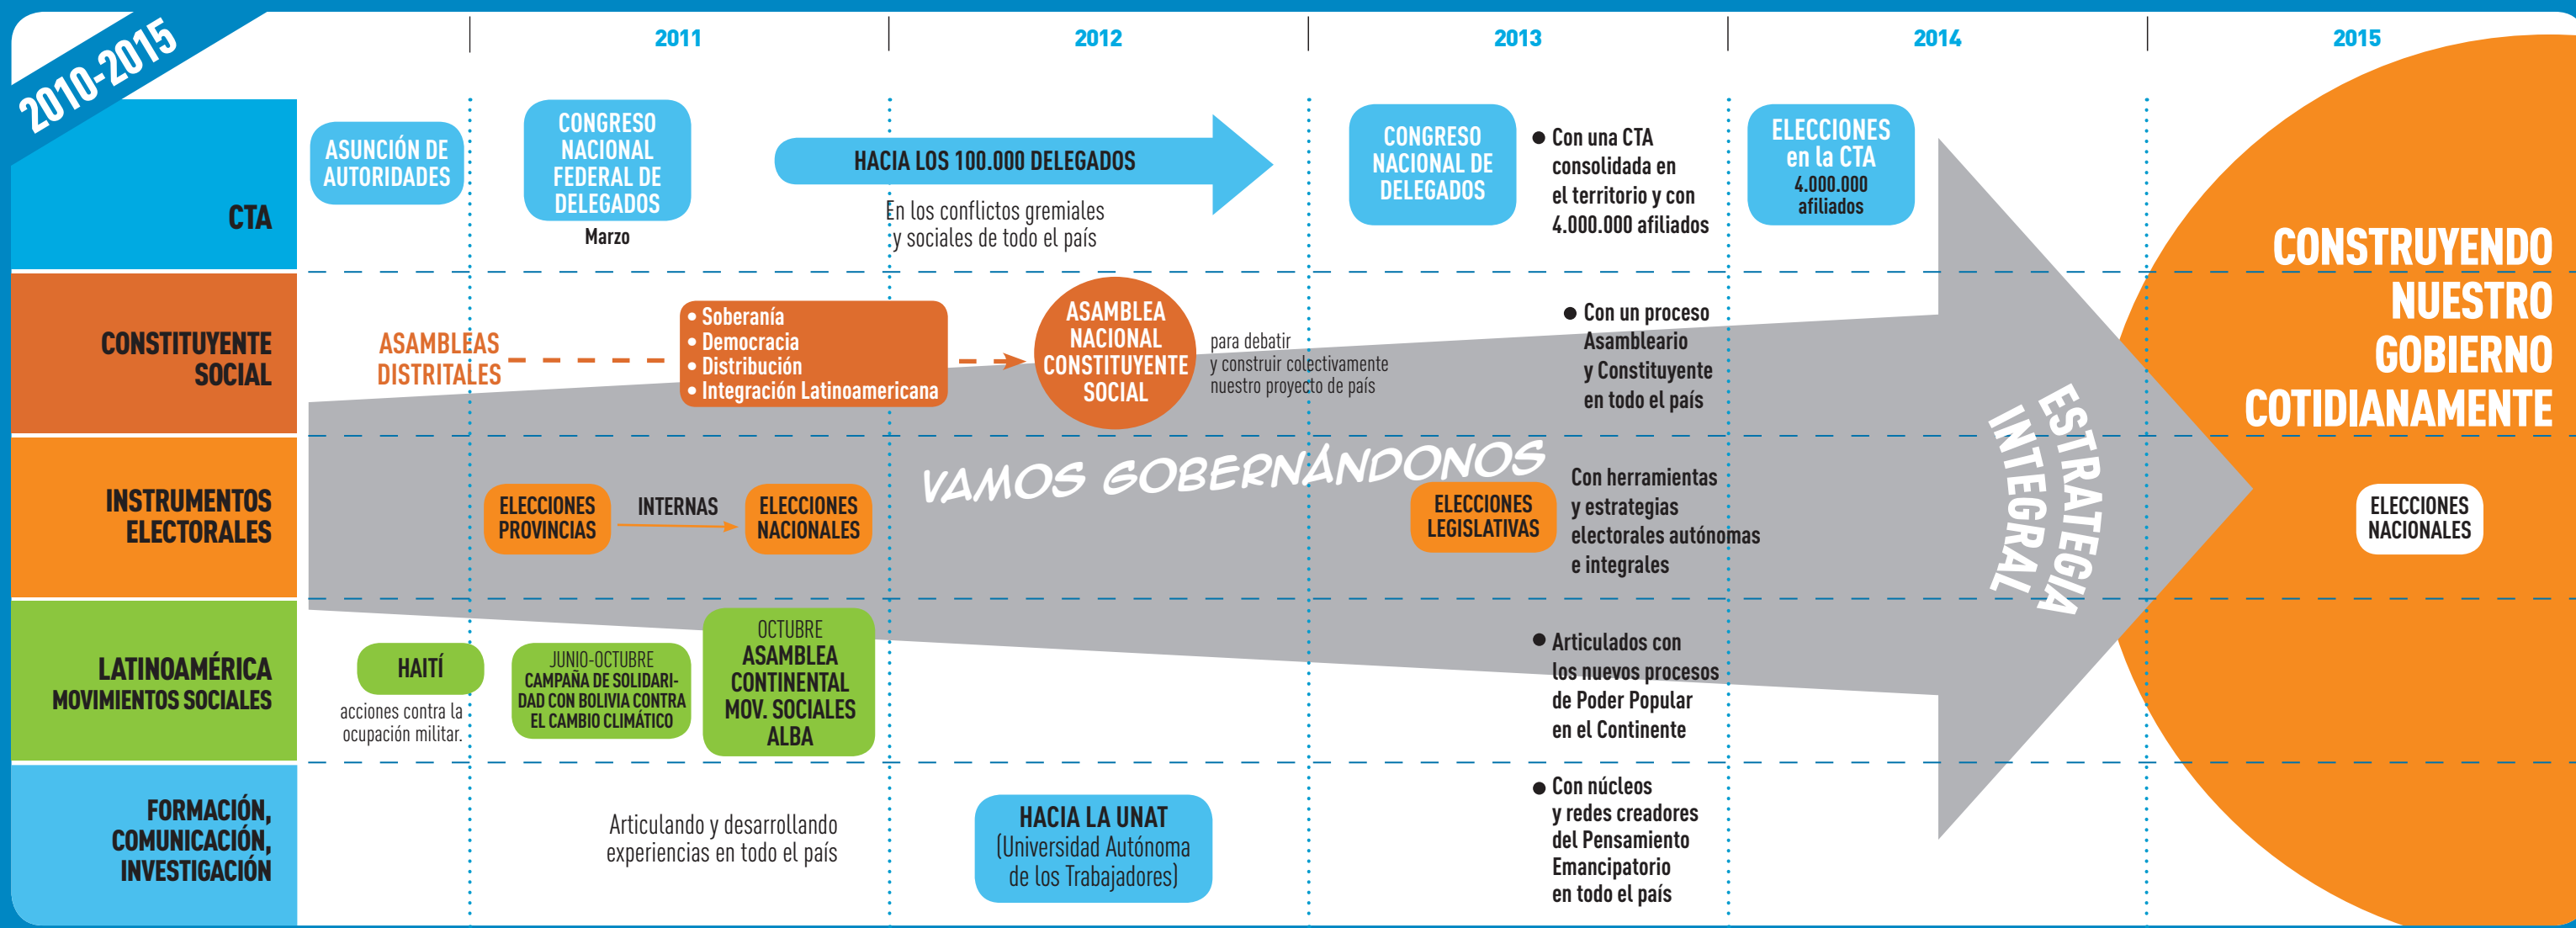 2010-2015
2011
2012
2013
2014
2015
CTA
ASUNCIÓN DE
AUTORIDADES
CONGRESO
NACIONAL
FEDERAL DE
DELEGADOS
Marzo
HACIA LOS 100.000 DELEGADOS
En los conflictos gremiales
y sociales de todo el país
CONGRESO
NACIONAL DE
DELEGADOS
● Con una CTA
consolidada en
el territorio y con
4.000.000 afiliados
ELECCIONES
en la CTA
4.000.000
afiliados
CONSTITUYENTE
SOCIAL
ASAMBLEAS
DISTRITALES
• Soberanía
• Democracia
• Distribución
• Integración Latinoamericana
ASAMBLEA
NACIONAL
CONSTITUYENTE
SOCIAL
para debatir
y construir colectivamente
nuestro proyecto de país
● Con un proceso
Asambleario
y Constituyente
en todo el país
INSTRUMENTOS
ELECTORALES
ELECCIONES
PROVINCIAS
INTERNAS
ELECCIONES
NACIONALES
VAMOS GOBERNÁNDONOS
ELECCIONES
LEGISLATIVAS
Con herramientas
y estrategias
electorales autónomas
e integrales
ESTRATEGIA
INTEGRAL
CONSTRUYENDO
NUESTRO
GOBIERNO
COTIDIANAMENTE
ELECCIONES
NACIONALES
LATINOAMÉRICA
MOVIMIENTOS SOCIALES
HAITÍ
acciones contra la
ocupación militar.
JUNIO-OCTUBRE
CAMPAÑA DE SOLIDARI-
DAD CON BOLIVIA CONTRA
EL CAMBIO CLIMÁTICO
OCTUBRE
ASAMBLEA
CONTINENTAL
MOV. SOCIALES
ALBA
● Articulados con
los nuevos procesos
de Poder Popular
en el Continente
FORMACIÓN,
COMUNICACIÓN,
INVESTIGACIÓN
Articulando y desarrollando
experiencias en todo el país
HACIA LA UNAT
(Universidad Autónoma
de los Trabajadores)
● Con núcleos
y redes creadores
del Pensamiento
Emancipatorio
en todo el país